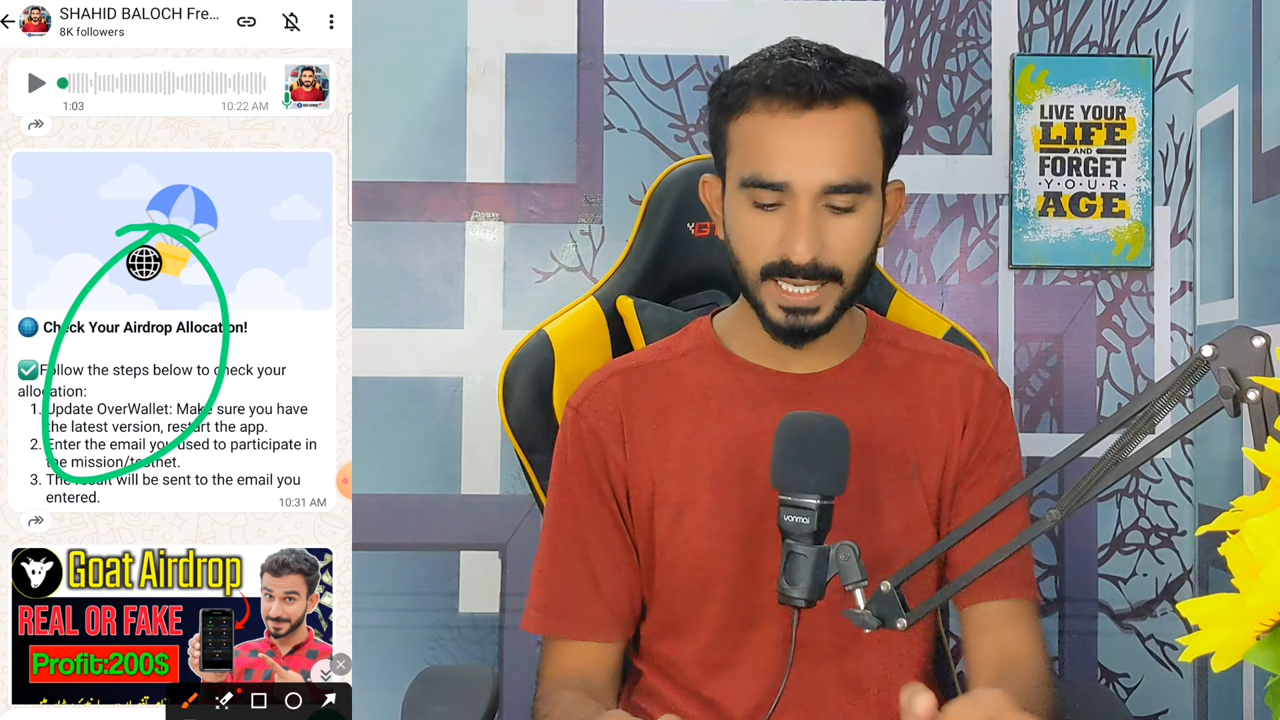 SHAHID BALOCH Fre...
8K followers
1:03
10:22 AM
Check Your Airdrop Allocation!
Follow the steps below to check your
allocation:
1. Update OverWallet: Make sure you have
the latest version, restart the app.
2. Enter the email you used to participate in
the mission/testnet.
3. The result will be sent to the email you
entered.
10:31 AM
Goat Airdrop
REAL OR FAKE
Profit:200$
GT
LIVE YOUR
LIFE
AND
FORGET
YOUR
AGE
vanmai